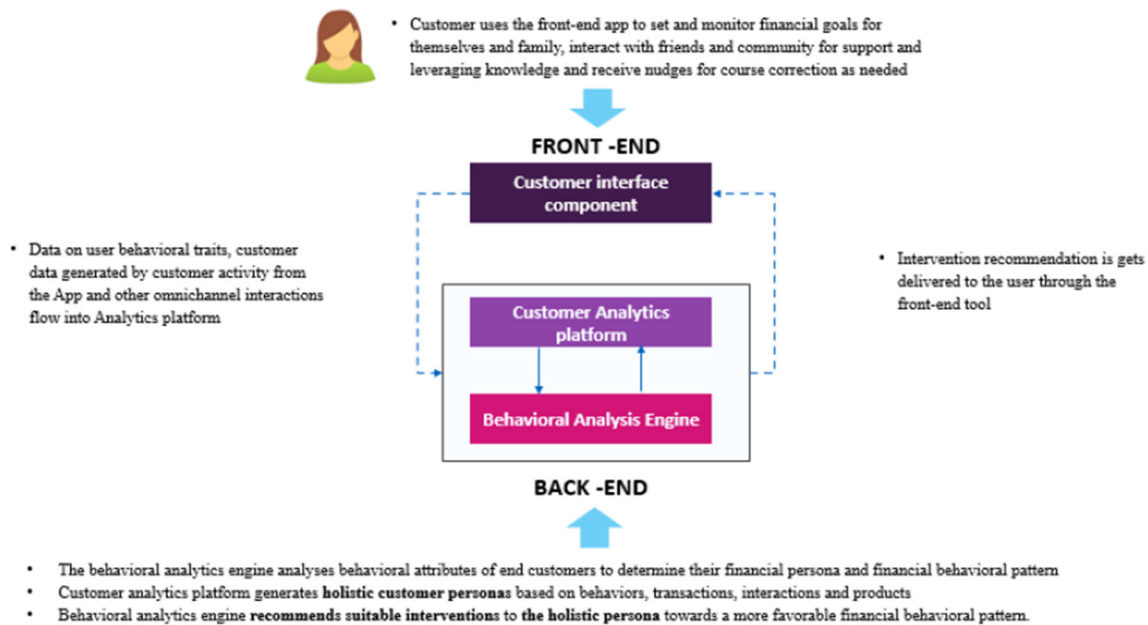 • Customer uses the front-end app to set and monitor financial goals for
themselves and family, interact with friends and community for support and
leveraging knowledge and receive nudges for course correction as needed
FRONT -END
Customer interface
component
• Data on user behavioral traits, customer
data generated by customer activity from
the App and other omnichannel interactions
flow into Analytics platform
• Intervention recommendation is gets
delivered to the user through the
front-end tool
Customer Analytics
platform
Behavioral Analysis Engine
BACK -END
• The behavioral analytics engine analyses behavioral attributes of end customers to determine their financial persona and financial behavioral pattern
• Customer analytics platform generates holistic customer personas based on behaviors, transactions, interactions and products
• Behavioral analytics engine recommends suitable interventions to the holistic persona towards a more favorable financial behavioral pattern.